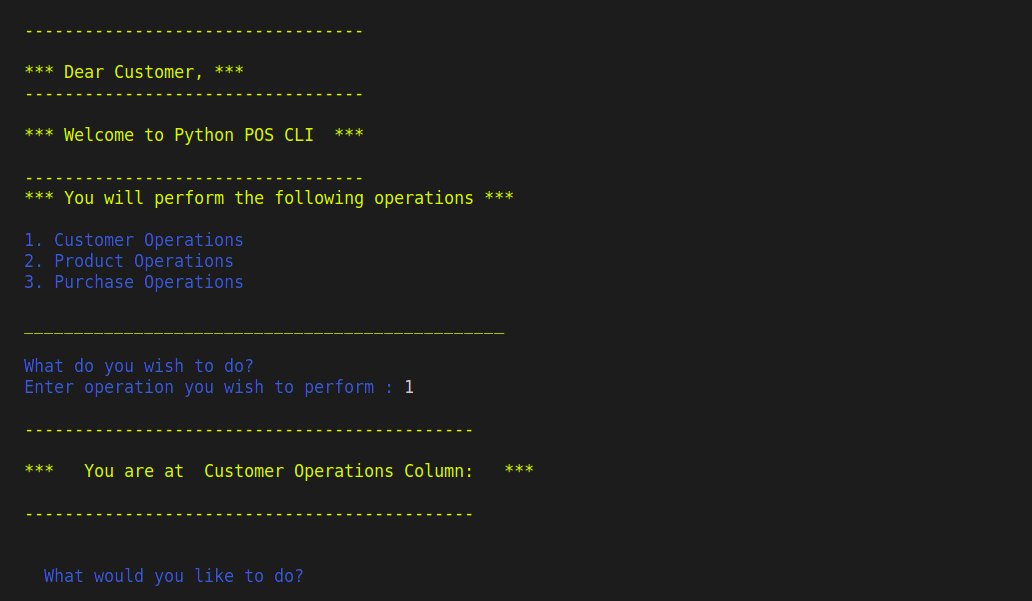 ----------------------------------
*** Dear Customer, ***
----------------------------------
*** Welcome to Python POS CLI  ***
----------------------------------
*** You will perform the following operations ***
1. Customer Operations
2. Product Operations
3. Purchase Operations
________________________________________________
What do you wish to do?
Enter operation you wish to perform : 1
---------------------------------------------
***   You are at  Customer Operations Column:   ***
---------------------------------------------
What would you like to do?